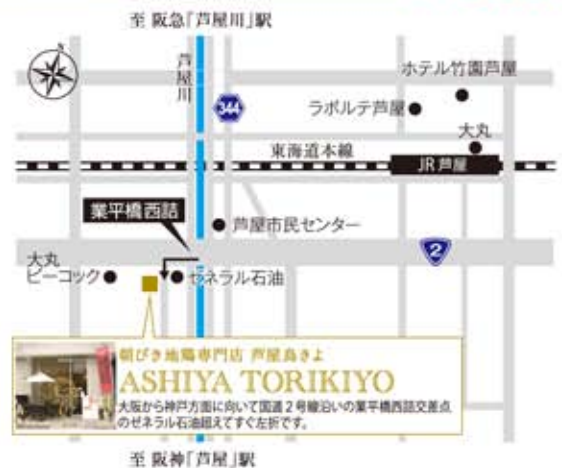 至 阪急「芦屋川」駅
N
芦屋川
ホテル竹園芦屋
344
ラポルテ芦屋
大丸
東海道本線
JR芦屋
業平橋西詰
芦屋市民センター
2
大丸
ピーコック
ゼネラル石油
朝びき地鶏専門店 芦屋鳥きよ
ASHIYA TORIKIYO
大阪から神戸方面に向いて国道2号線沿いの業平橋西詰交差点
のゼネラル石油超えてすぐ左折です。
至 阪神「芦屋」駅